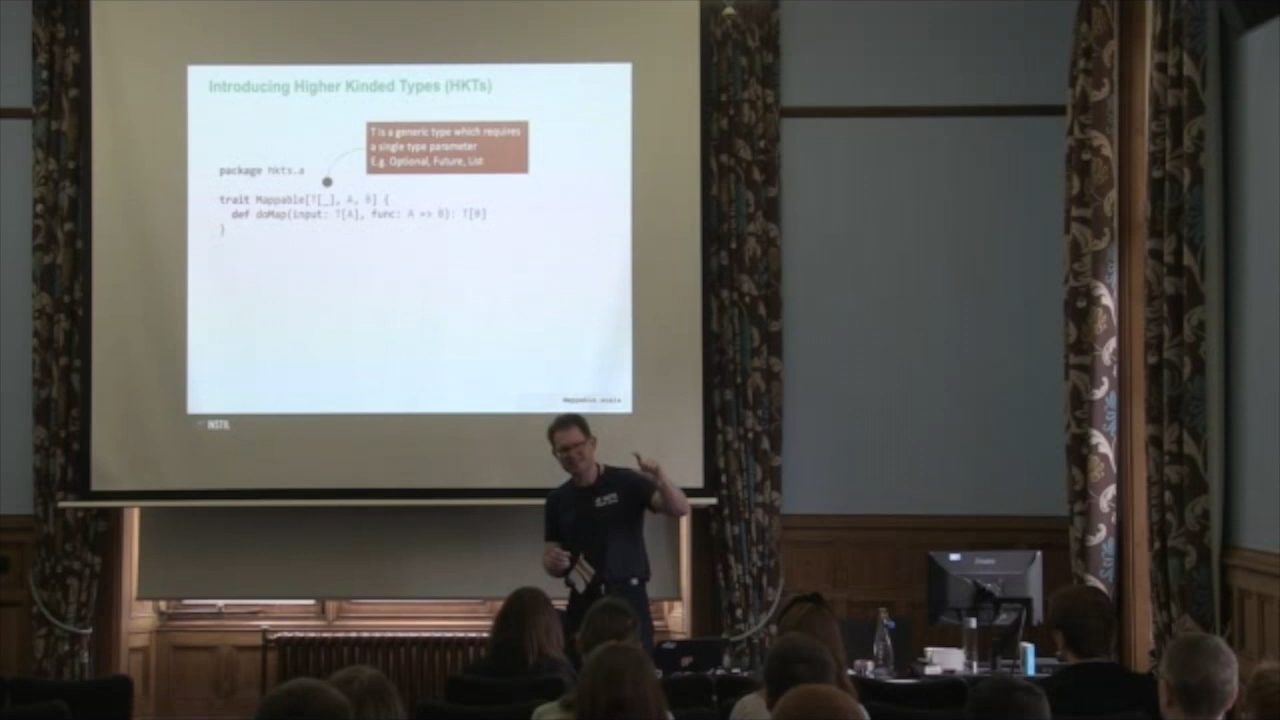 Introducing Higher Kinded Types (HKTs)
T is a generic type which requires
a single type parameter
E.g. Optional, Future, List
package hkts.a
trait Mappable[T[_], A, B] {
def doMap(input: T[A], func: A => B): T[B]
}
Mappable.scala
INSTIL